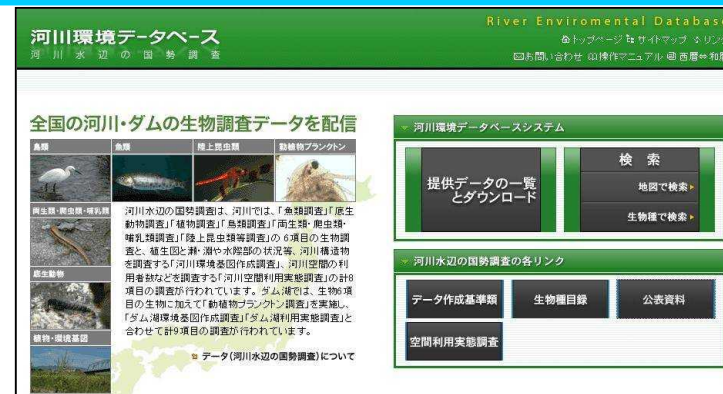 河川環境データベース
河川水辺の国勢調査
River Enviromental Databas
トップページ サイトマップ リンク
お問い合わせ 操作マニュアル 西暦⇔和暦
全国の河川・ダムの生物調査データを配信
鳥類
魚類
陸上昆虫類
動植物プランクトン
両生類・爬虫類・哺乳類
底生動物
植物・環境基図
河川水辺の国勢調査は、河川では、「魚類調査」「底生
動物調査」「植物調査」「鳥類調査」「両生類・爬虫類・
哺乳類調査」「陸上昆虫類等調査」の6項目の生物調
査と、植生図と瀬・淵や水際部の状況等、河川構造物
を調査する「河川環境基図作成調査」、河川空間の利
用者数などを調査する「河川空間利用実態調査」の計8
項目の調査が行われています。ダム湖では、生物6項
目の生物に加えて「動植物プランクトン調査」を実施し、
「ダム湖環境基図作成調査」「ダム湖利用実態調査」と
合わせて計9項目の調査が行われています。
データ(河川水辺の国勢調査)について
河川環境データベースシステム
提供データの一覧
とダウンロード
検 索
地図で検索
生物種で検索
河川水辺の国勢調査の各リンク
データ作成基準類
生物種目録
公表資料
空間利用実態調査